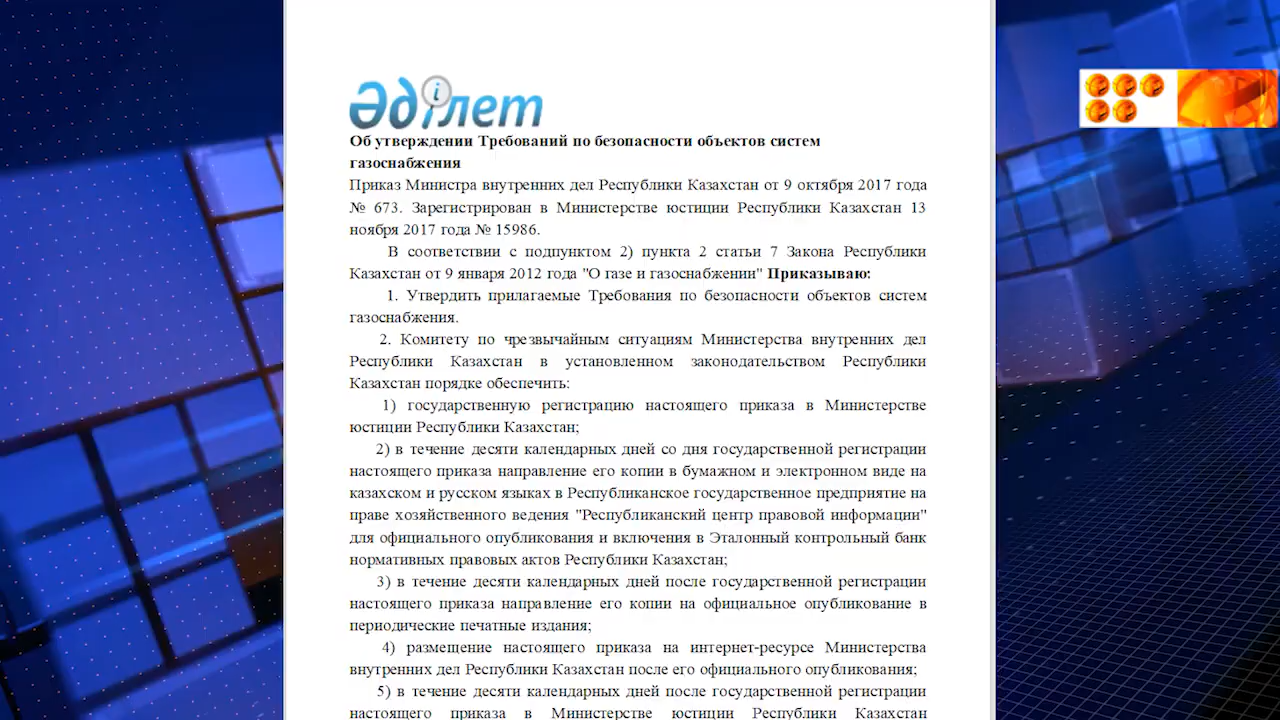 Әділет
Об утверждении Требований по безопасности объектов систем
газоснабжения
Приказ Министра внутренних дел Республики Казахстан от 9 октября 2017 года
№ 673. Зарегистрирован в Министерстве юстиции Республики Казахстан 13
ноября 2017 года № 15986.
В соответствии с подпунктом 2) пункта 2 статьи 7 Закона Республики
Казахстан от 9 января 2012 года "О газе и газоснабжении" Приказываю:
1. Утвердить прилагаемые Требования по безопасности объектов систем
газоснабжения.
2. Комитету по чрезвычайным ситуациям Министерства внутренних дел
Республики Казахстан в установленном законодательством Республики
Казахстан порядке обеспечить:
1) государственную регистрацию настоящего приказа в Министерстве
юстиции Республики Казахстан;
2) в течение десяти календарных дней со дня государственной регистрации
настоящего приказа направление его копии в бумажном и электронном виде на
казахском и русском языках в Республиканское государственное предприятие на
праве хозяйственного ведения "Республиканский центр правовой информации"
для официального опубликования и включения в Эталонный контрольный банк
нормативных правовых актов Республики Казахстан;
3) в течение десяти календарных дней после государственной регистрации
настоящего приказа направление его копии на официальное опубликование в
периодические печатные издания;
4) размещение настоящего приказа на интернет-ресурсе Министерства
внутренних дел Республики Казахстан после его официального опубликования;
5) в течение десяти календарных дней после государственной регистрации
настоящего приказа в Министерстве юстиции Республики Казахстан